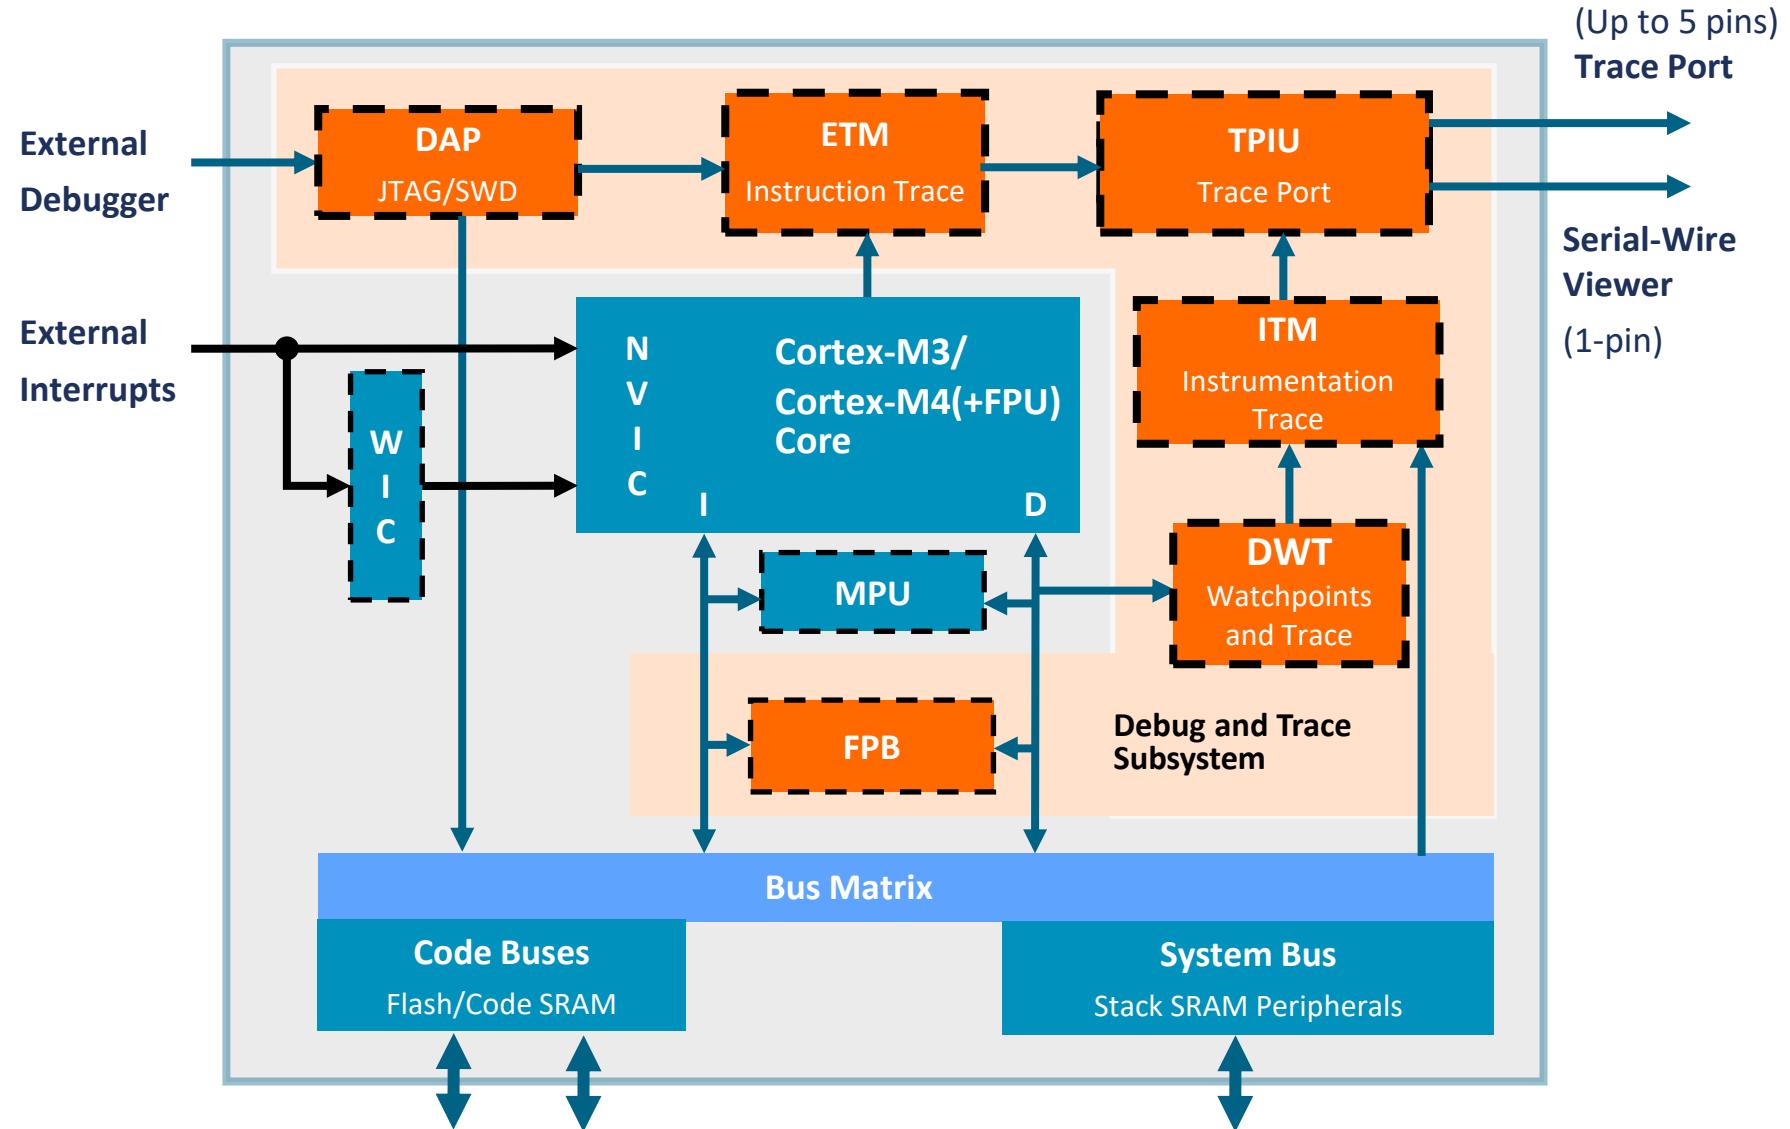 (Up to 5 pins)
Trace Port
External
Debugger
DAP
JTAG/SWD
ETM
Instruction Trace
TPIU
Trace Port
Serial-Wire
Viewer
(1-pin)
External
Interrupts
W
I
C
N
V
I
C
Cortex-M3/
Cortex-M4(+FPU)
Core
I
D
ITM
Instrumentation
Trace
MPU
DWT
Watchpoints
and Trace
FPB
Debug and Trace
Subsystem
Bus Matrix
Code Buses
Flash/Code SRAM
System Bus
Stack SRAM Peripherals